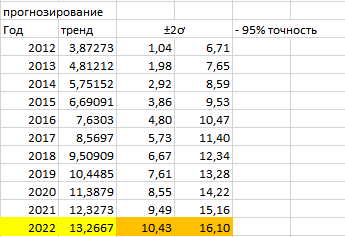 прогнозирование
Год тренд ±2σ - 95% точность
2012 3,87273 1,04 6,71
2013 4,81212 1,98 7,65
2014 5,75152 2,92 8,59
2015 6,69091 3,86 9,53
2016 7,6303 4,80 10,47
2017 8,5697 5,73 11,40
2018 9,50909 6,67 12,34
2019 10,4485 7,61 13,28
2020 11,3879 8,55 14,22
2021 12,3273 9,49 15,16
2022 13,2667 10,43 16,10